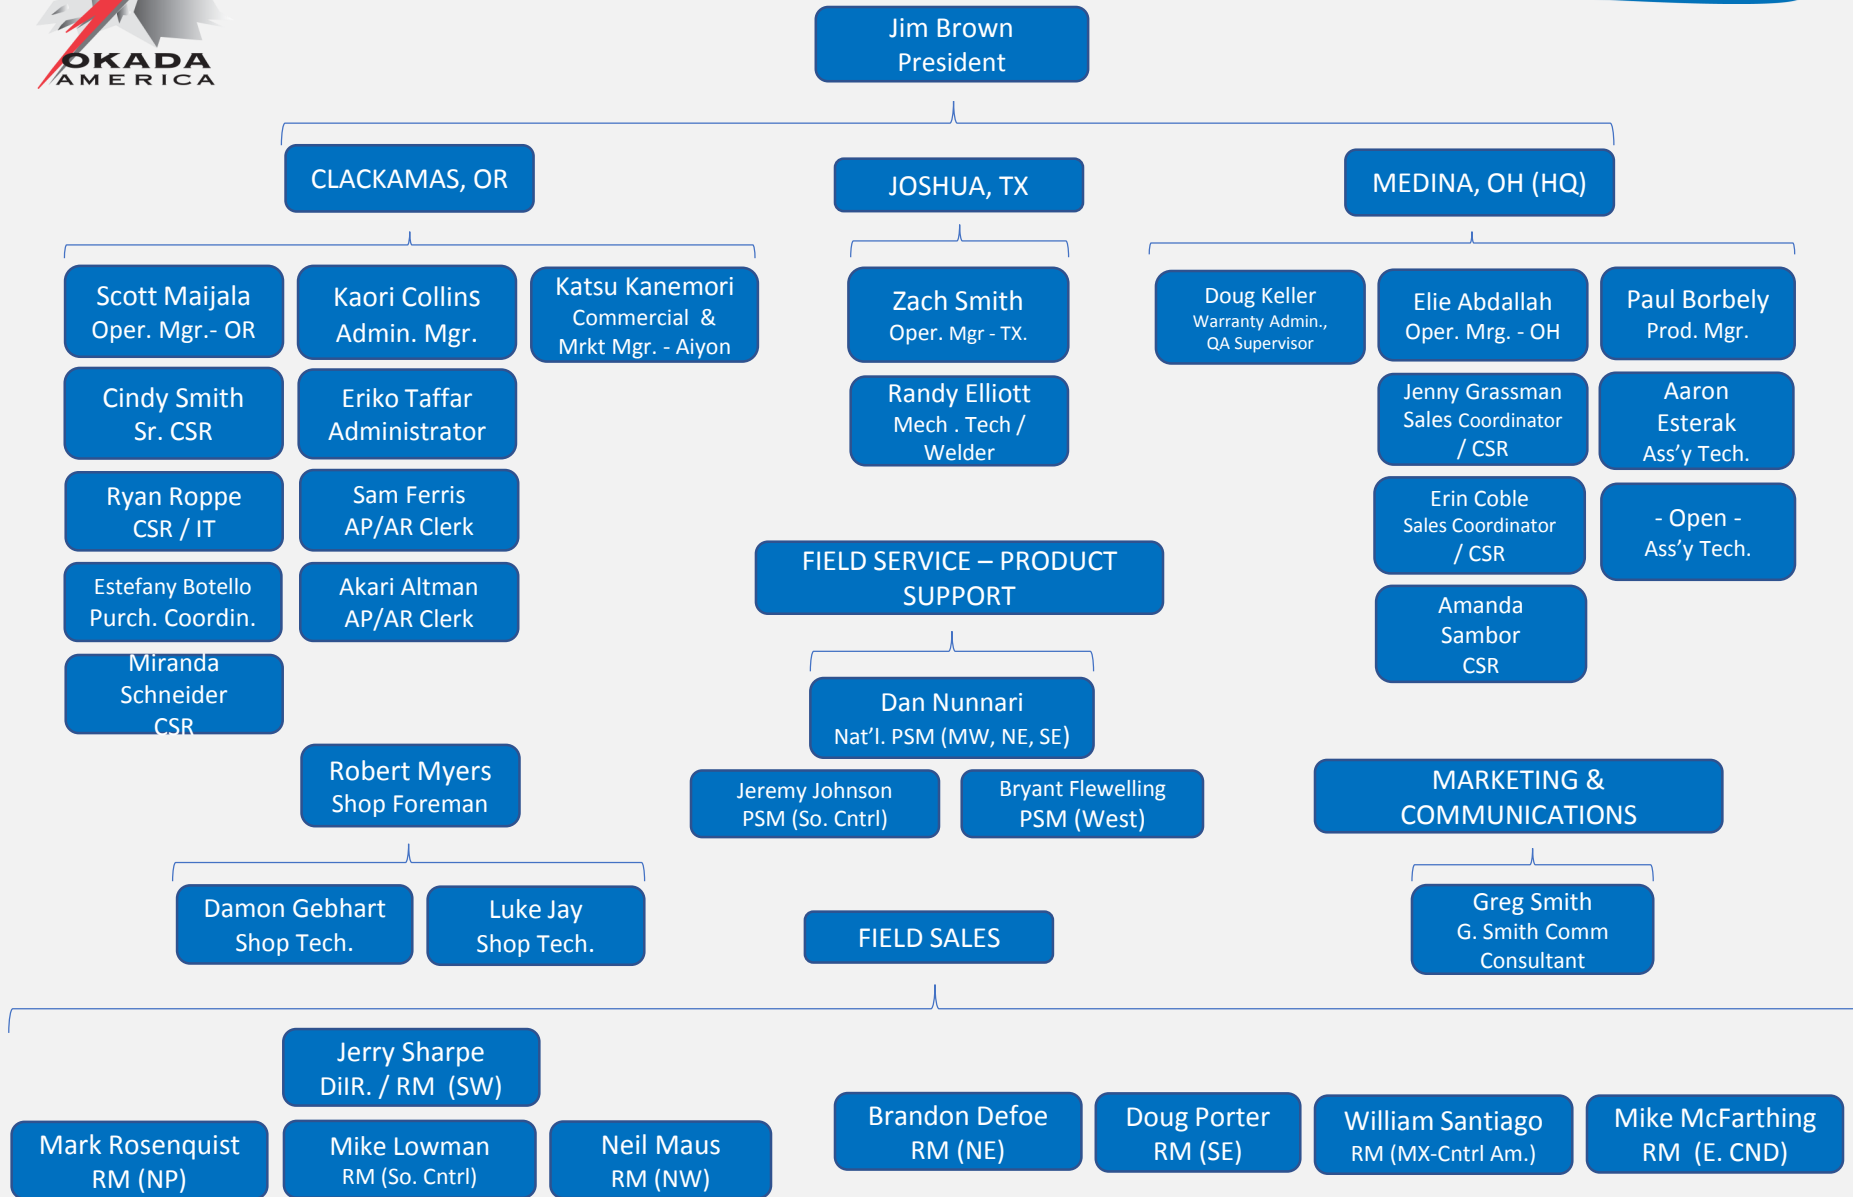 OKADA
AMERICA
Jim Brown
President
CLACKAMAS, OR
JOSHUA, TX
MEDINA, OH (HQ)
Scott Maijala
Oper. Mgr.- OR
Kaori Collins
Admin. Mgr.
Katsu Kanemori
Commercial &
Mrkt Mgr. - Aiyon
Zach Smith
Oper. Mgr - TX.
Doug Keller
Warranty Admin.,
QA Supervisor
Elie Abdallah
Oper. Mrg. - OH
Paul Borbely
Prod. Mgr.
Cindy Smith
Sr. CSR
Eriko Taffar
Administrator
Randy Elliott
Mech . Tech /
Welder
Jenny Grassman
Sales Coordinator
/ CSR
Aaron
Esterak
Ass'y Tech.
Ryan Roppe
CSR / IT
Sam Ferris
AP/AR Clerk
Erin Coble
Sales Coordinator
/ CSR
- Open -
Ass'y Tech.
Estefany Botello
Purch. Coordin.
Akari Altman
AP/AR Clerk
Amanda
Sambor
CSR
Miranda
Schneider
CSR
FIELD SERVICE – PRODUCT
SUPPORT
Dan Nunnari
Nat'l. PSM (MW, NE, SE)
Jeremy Johnson
PSM (So. Cntrl)
Bryant Flewelling
PSM (West)
Robert Myers
Shop Foreman
Damon Gebhart
Shop Tech.
Luke Jay
Shop Tech.
MARKETING &
COMMUNICATIONS
Greg Smith
G. Smith Comm
Consultant
FIELD SALES
Jerry Sharpe
DiIR. / RM (SW)
Mark Rosenquist
RM (NP)
Mike Lowman
RM (So. Cntrl)
Neil Maus
RM (NW)
Brandon Defoe
RM (NE)
Doug Porter
RM (SE)
William Santiago
RM (MX-Cntrl Am.)
Mike McFarthing
RM (E. CND)